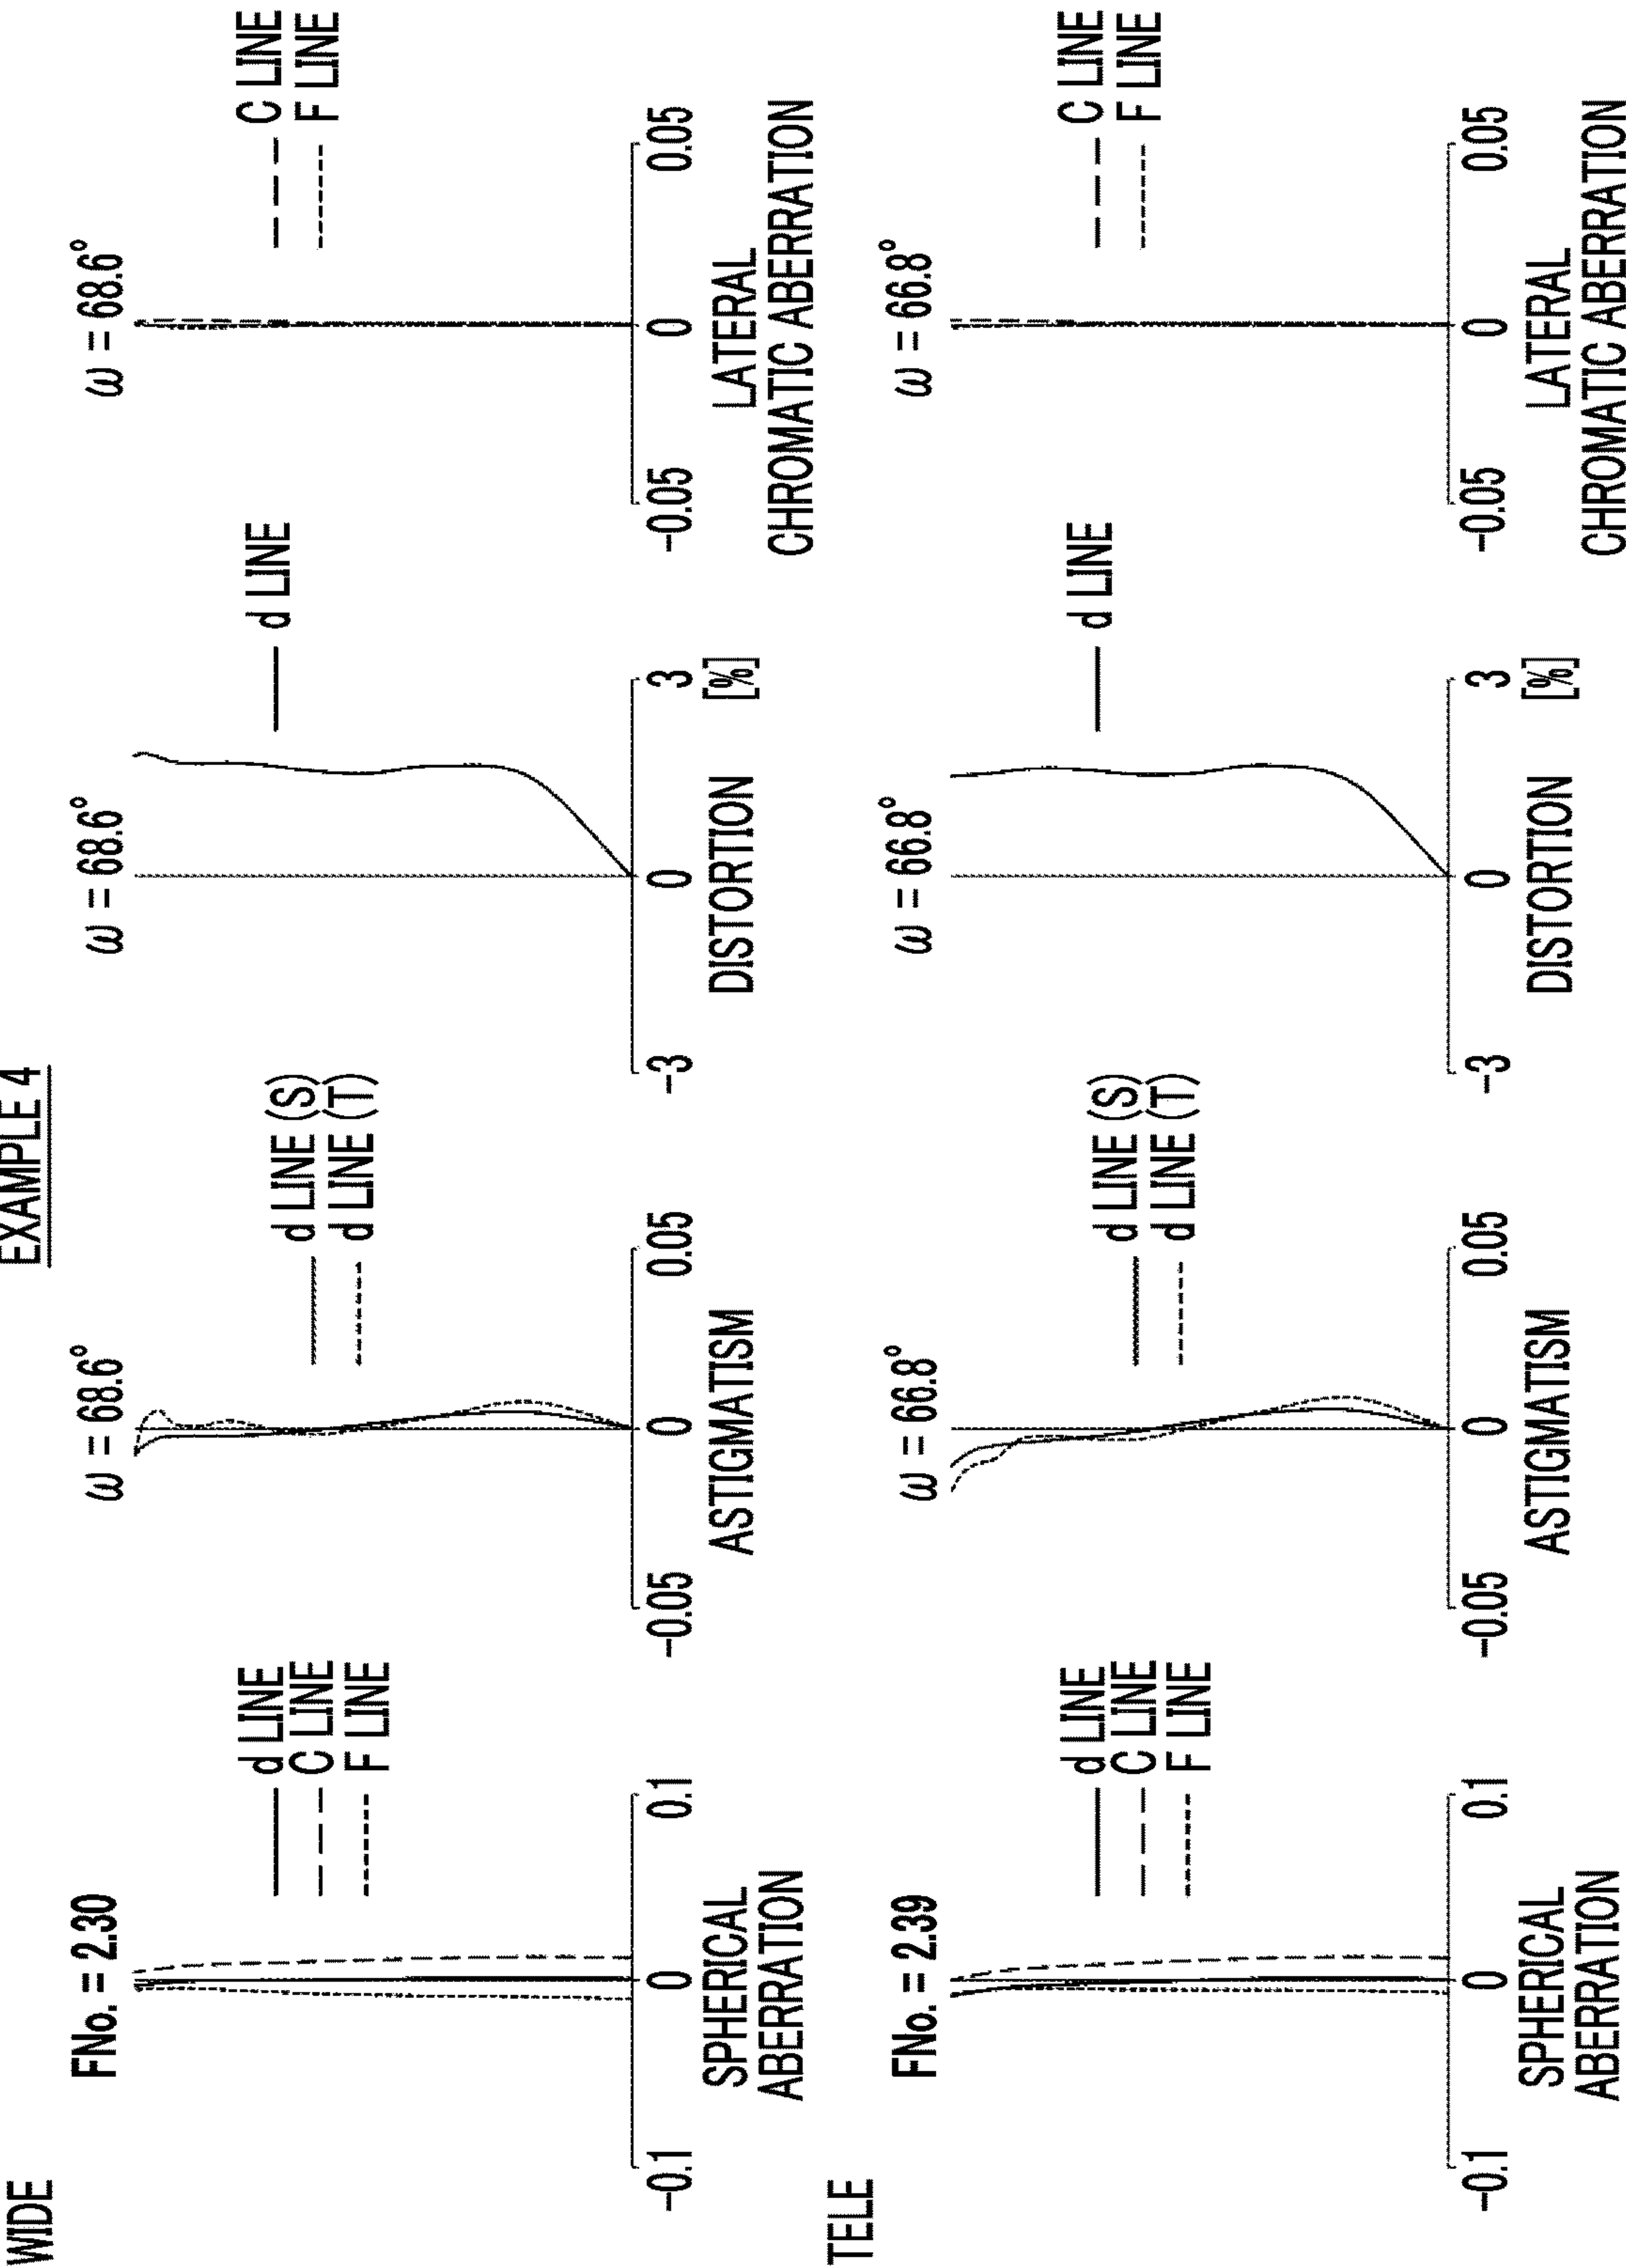 EXAMPLE 4
WIDE
FNo. = 2.30
d LINE
C LINE
F LINE
-0.1
0
0.1
SPHERICAL
ABERRATION
ω = 68.6°
d LINE (S)
d LINE (T)
-0.05
0
0.05
ASTIGMATISM
ω = 68.6°
d LINE
-3
0
3
[%]
DISTORTION
ω = 68.6°
C LINE
F LINE
-0.05
0
0.05
LATERAL
CHROMATIC ABERRATION
TELE
FNo. = 2.39
d LINE
C LINE
F LINE
-0.1
0
0.1
SPHERICAL
ABERRATION
ω = 66.8°
d LINE (S)
d LINE (T)
-0.05
0
0.05
ASTIGMATISM
ω = 66.8°
d LINE
-3
0
3
[%]
DISTORTION
ω = 66.8°
C LINE
F LINE
-0.05
0
0.05
LATERAL
CHROMATIC ABERRATION